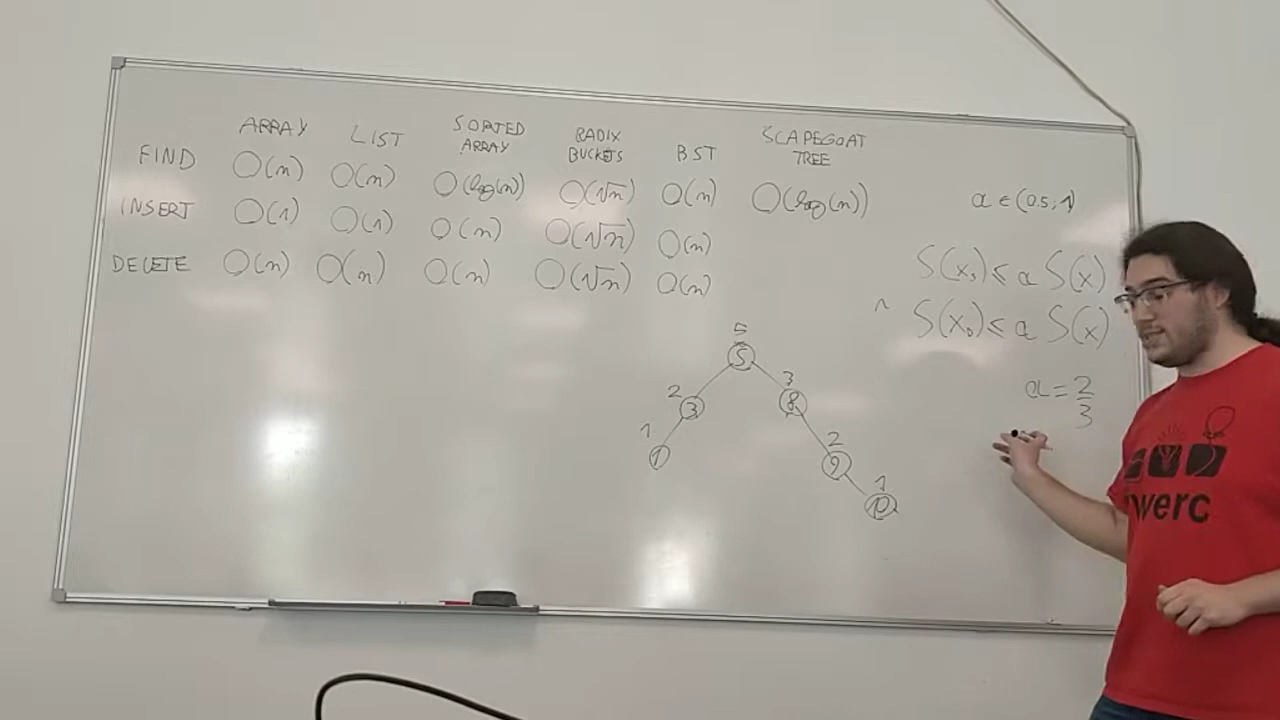 ARRAY LIST SORTED ARRAY RADIX BUCKETS BST SCAPEGOAT TREE
FIND O(n) O(n) O(log(n)) O(√n) O(n) O(log(n))
INSERT O(1) O(1) O(n) O(√n) O(n)
DELETE O(n) O(n) O(n) O(√n) O(n)
a ∈ (0.5; 1)
S(x₁) ≤ a S(x)
^ S(x₀) ≤ a S(x)
a = 2/3
5
5
2 3
3 8
1 1
2 9
1 10
werc